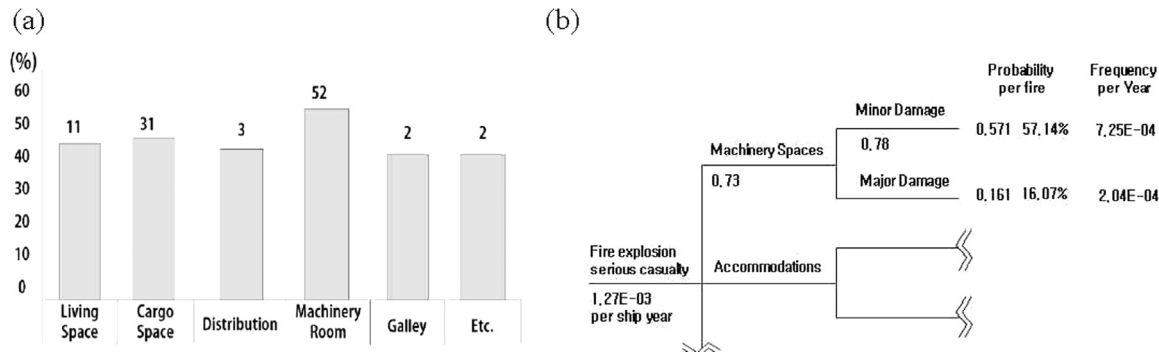 (a)
(%)
60
50
40
30
20
10
0
11
31
3
52
2
2
Living
Space
Cargo
Space
Distribution
Machinery
Room
Galley
Etc.
(b)
Probability
per fire
Frequency
per Year
Minor Damage
0.78
0.571 57.14% 7.25E-04
Machinery Spaces
0.73
Major Damage
0.161 16.07% 2.04E-04
Fire explosion
serious casualty
1.27E-03
per ship year
Accommodations